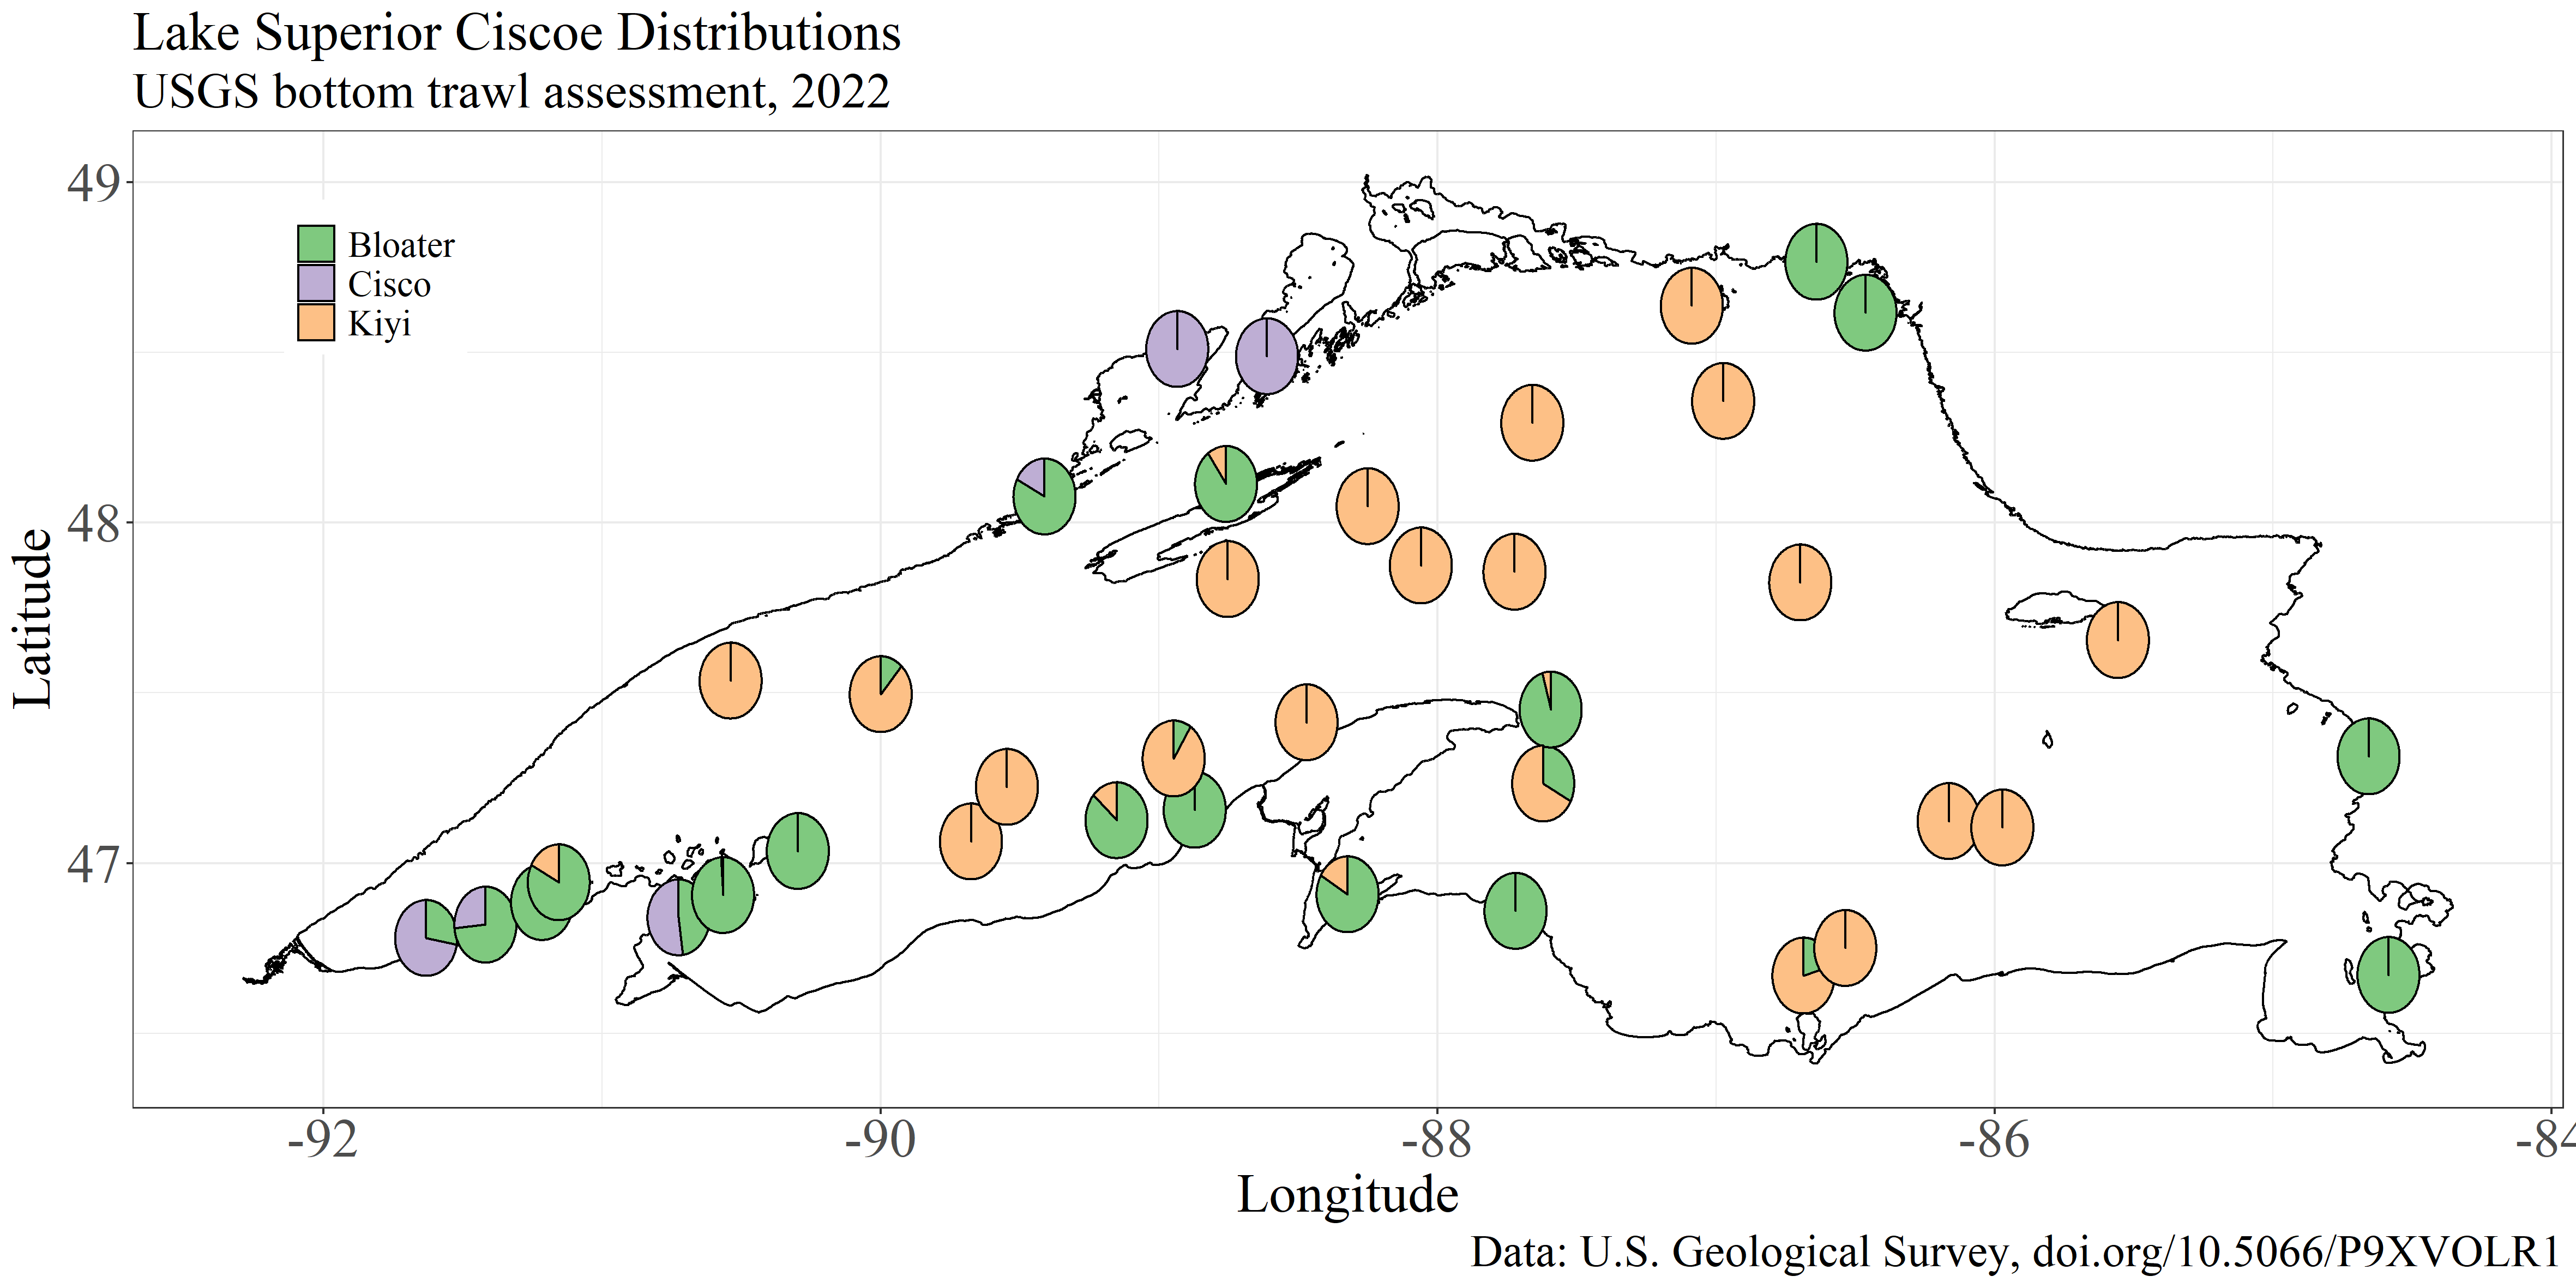 Lake Superior Ciscoe Distributions
USGS bottom trawl assessment, 2022
49
48
47
Latitude
Bloater
Cisco
Kiyi
-92
-90
-88
-86
-84
Longitude
Data: U.S. Geological Survey, doi.org/10.5066/P9XVOLR1